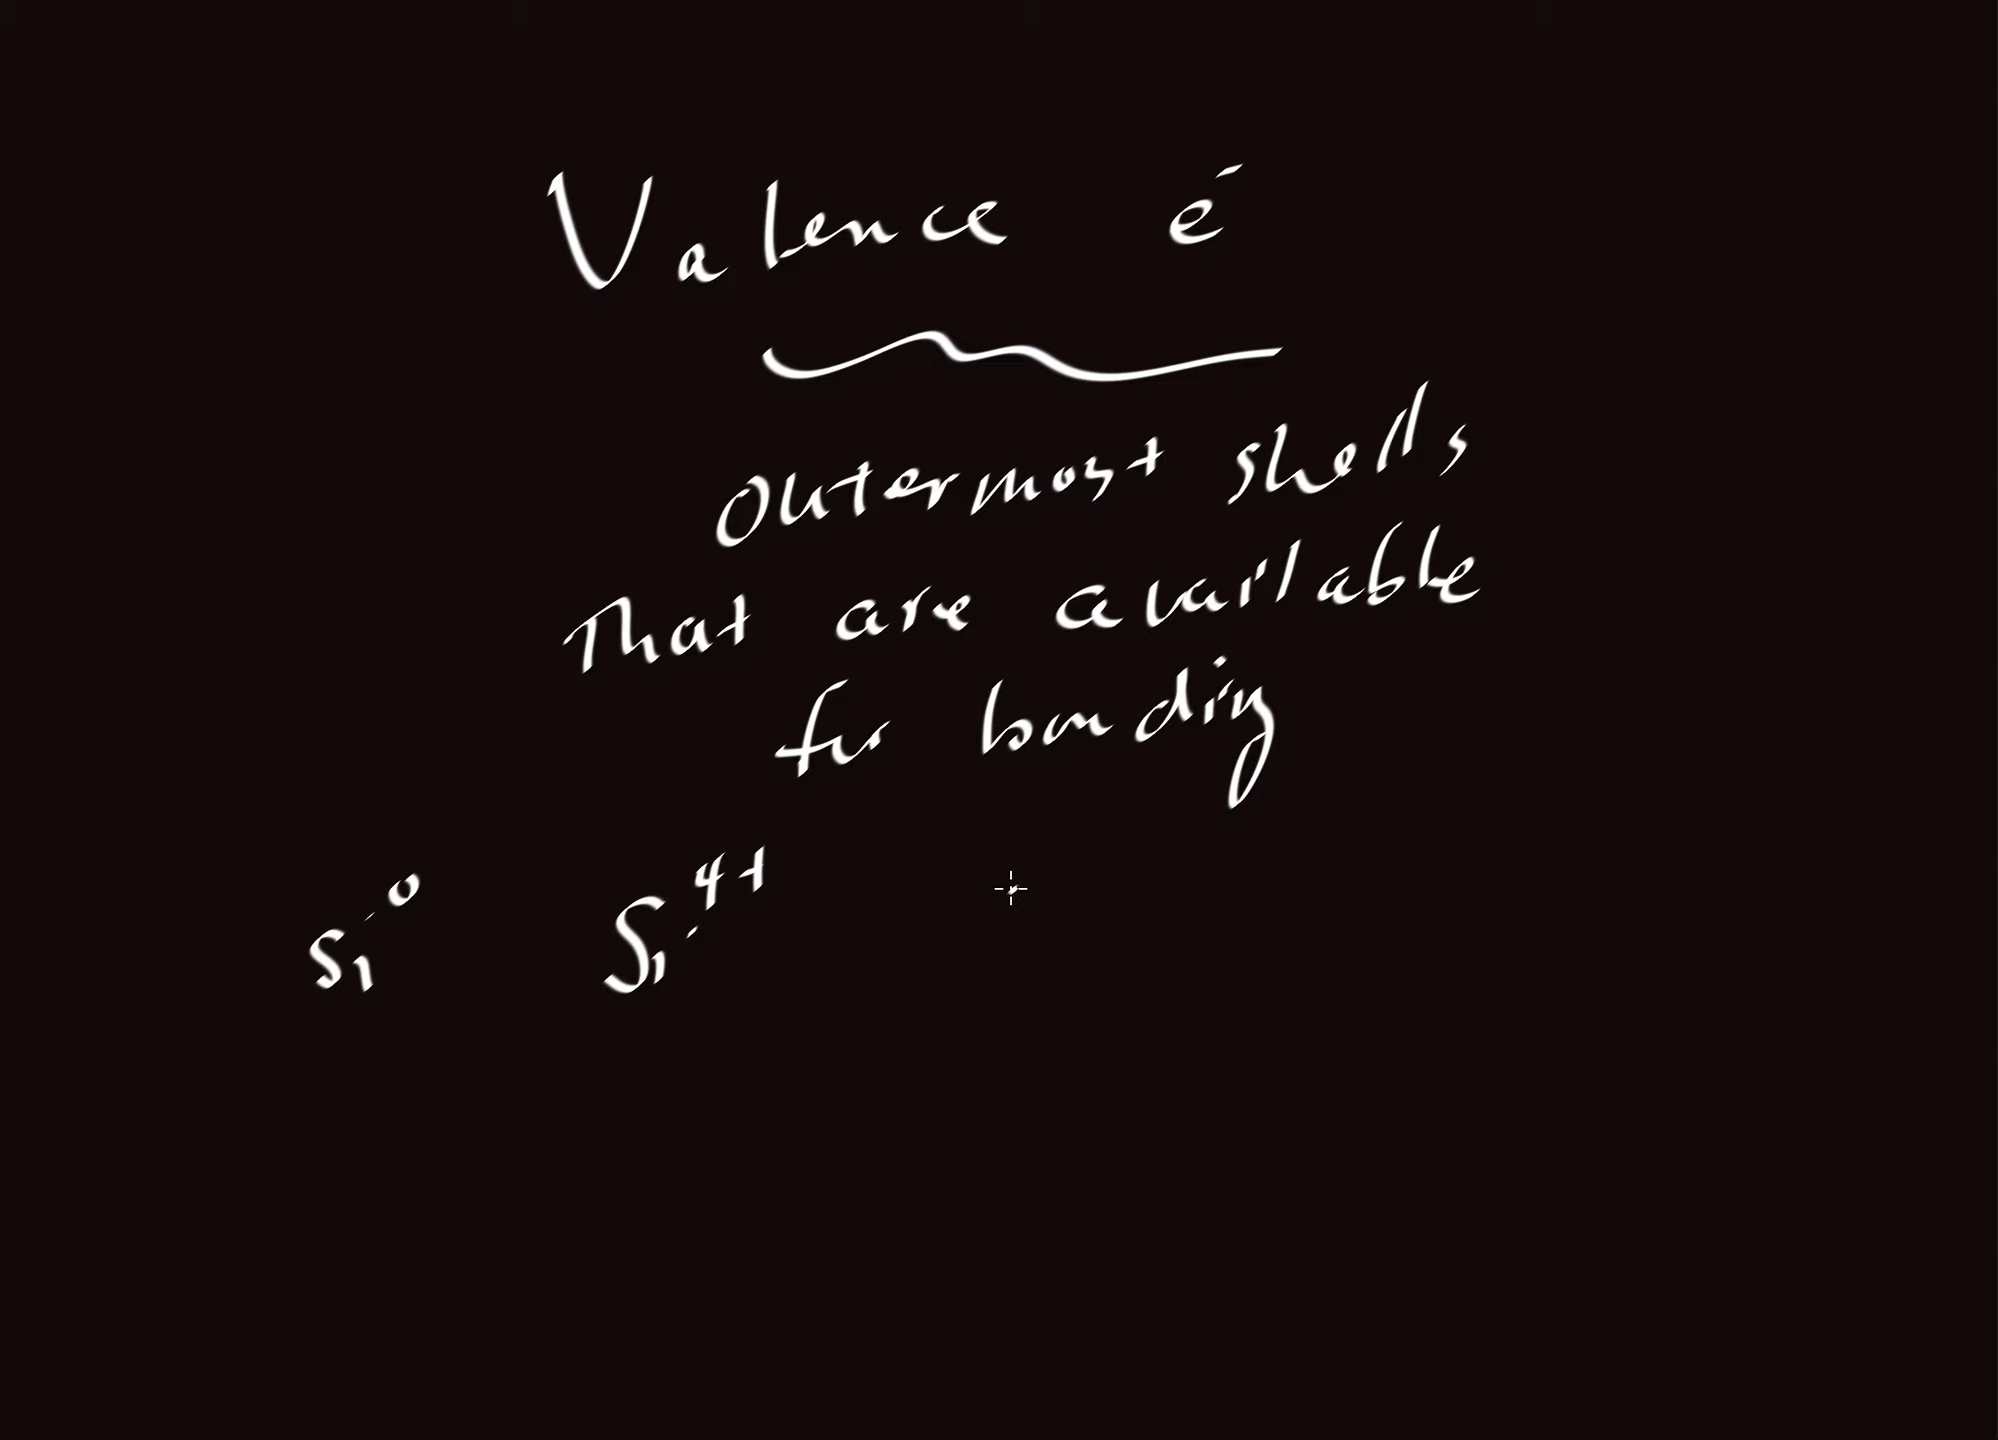 Valence e⁻
Outermost shells
That are available
for bonding
Si⁰ Si⁴⁺